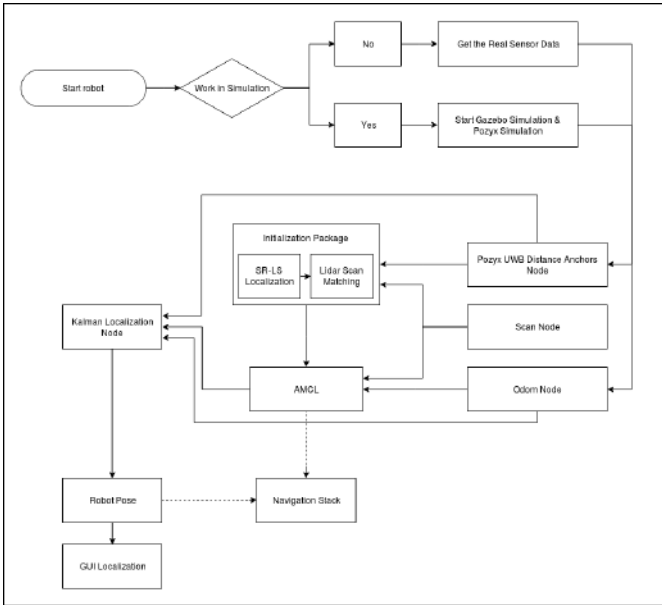 No
Get the Real Sensor Data
Start robot
Work in Simulation
Yes
Start Gazebo Simulation &
Pozyx Simulation
Initialization Package
SR-LS
Localization
Lidar Scan
Matching
Pozyx UWB Distance Anchors
Node
Kalman Localization
Node
Scan Node
AMCL
Odom Node
Robot Pose
Navigation Stack
GUI Localization